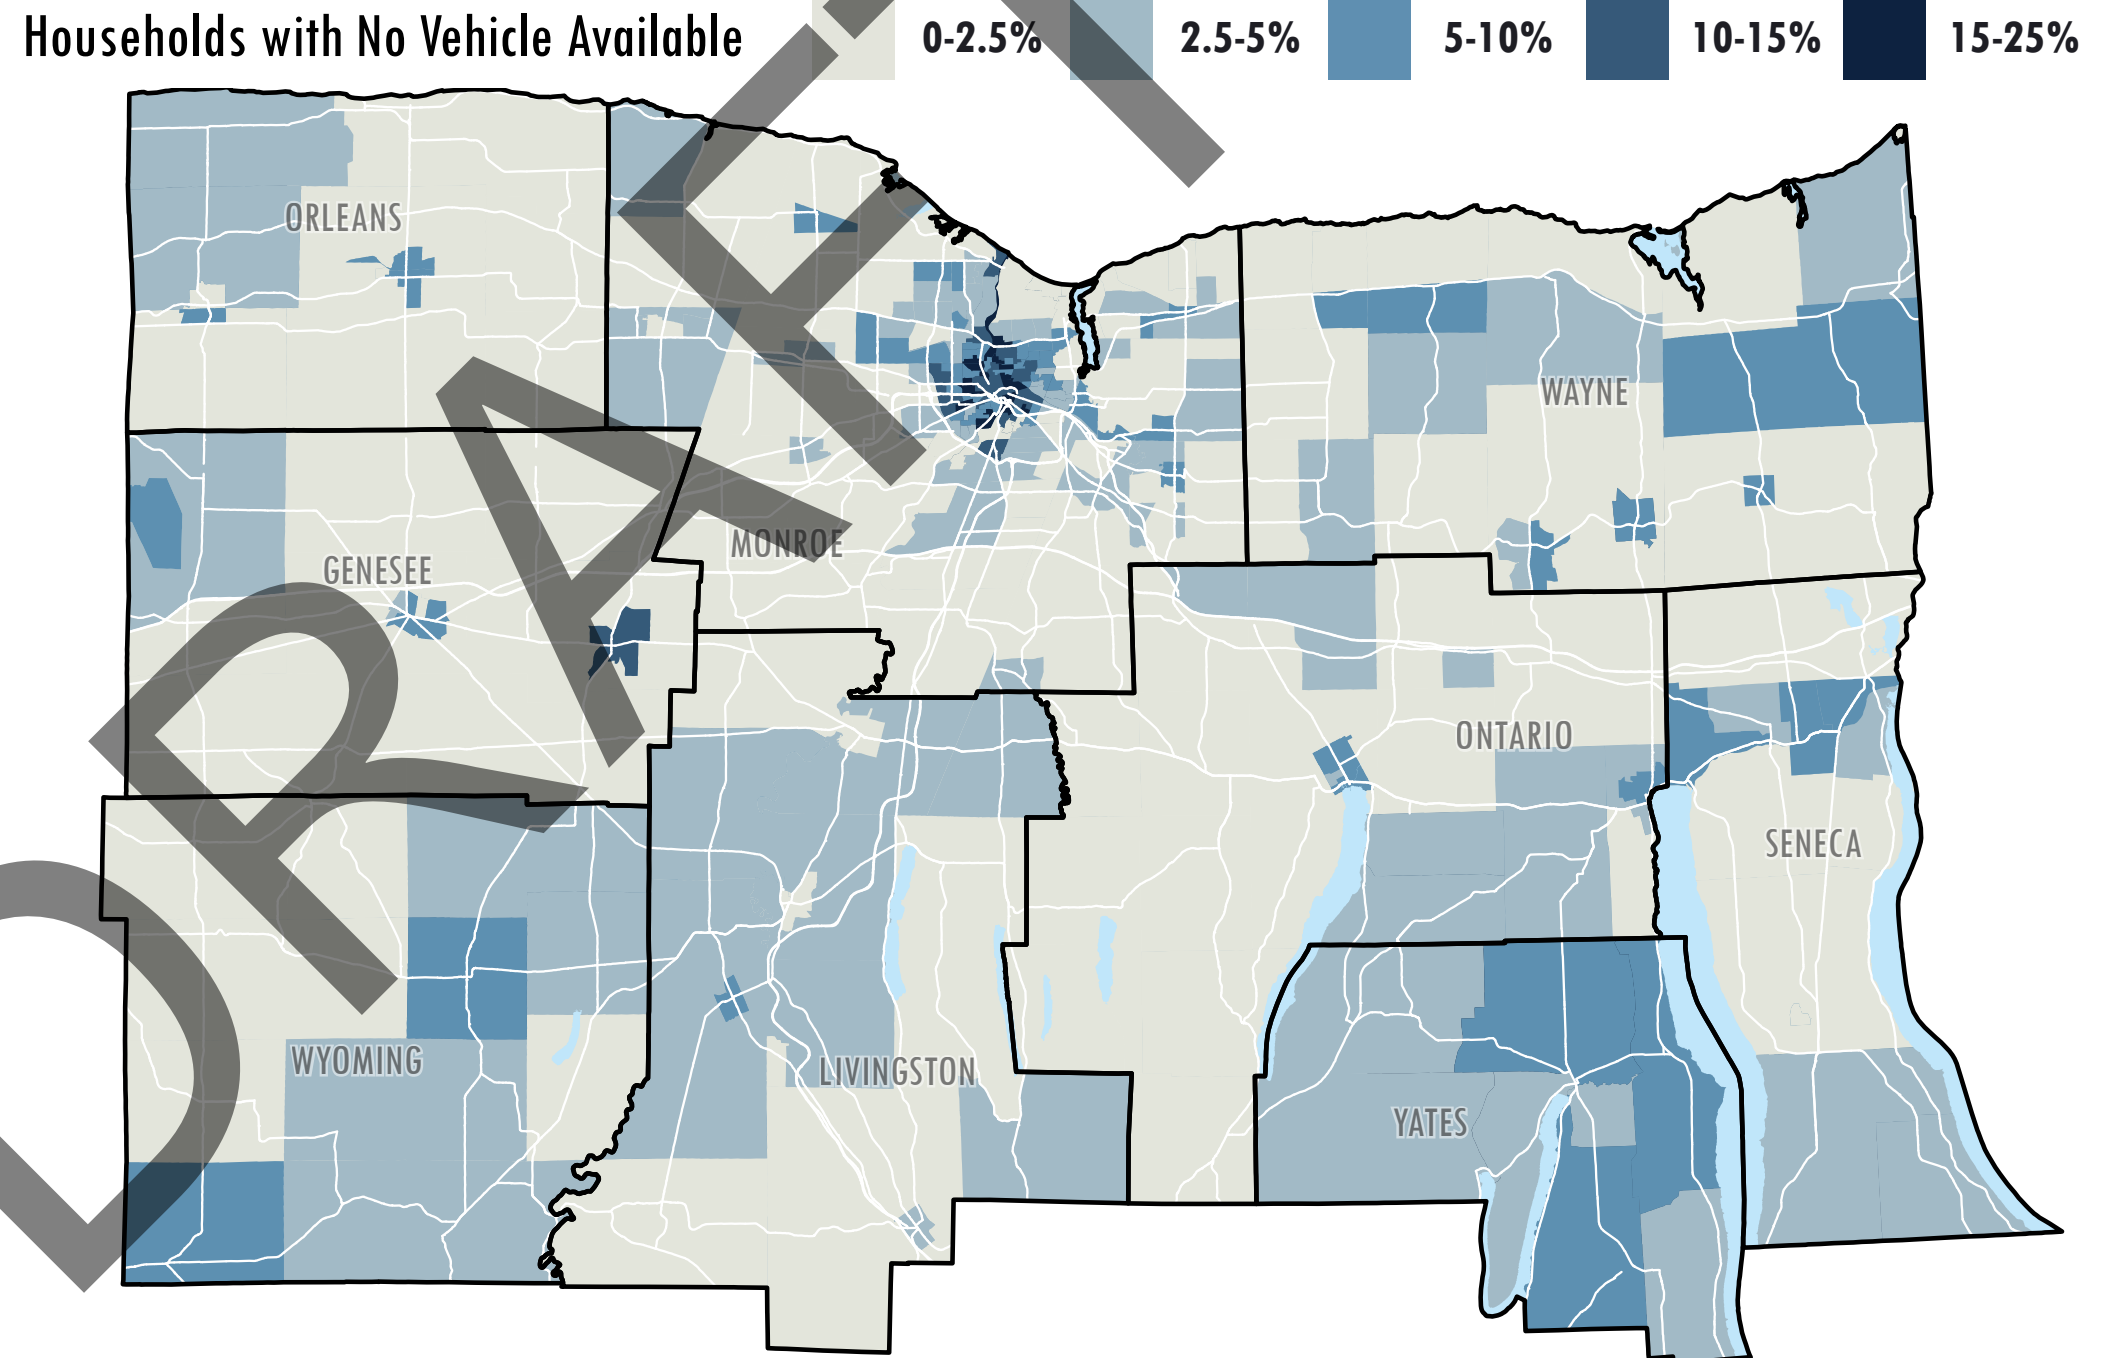 Households with No Vehicle Available 0-2.5% 2.5-5% 5-10% 10-15% 15-25%
ORLEANS
WAYNE
MONROE
GENESEE
ONTARIO
SENECA
WYOMING
LIVINGSTON
YATES
DRAFT